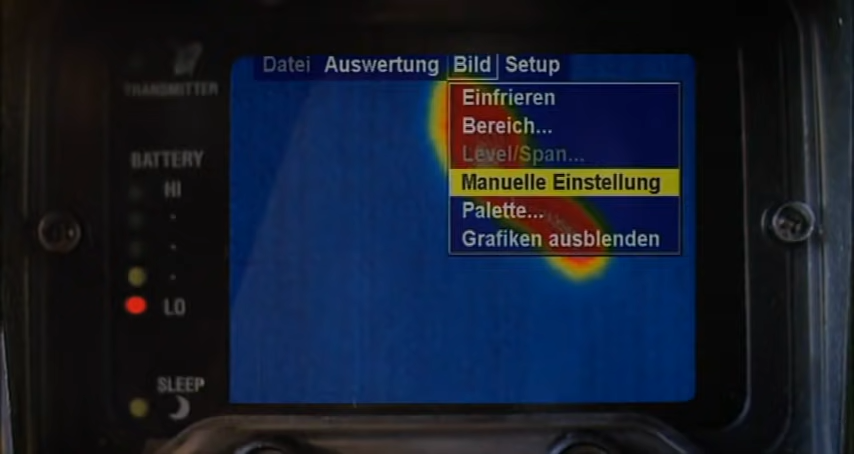 Datei Auswertung Bild Setup
Einfrieren
Bereich...
Level/Span...
Manuelle Einstellung
Palette...
Grafiken ausblenden
TRANSMITTER
BATTERY
HI
LO
SLEEP